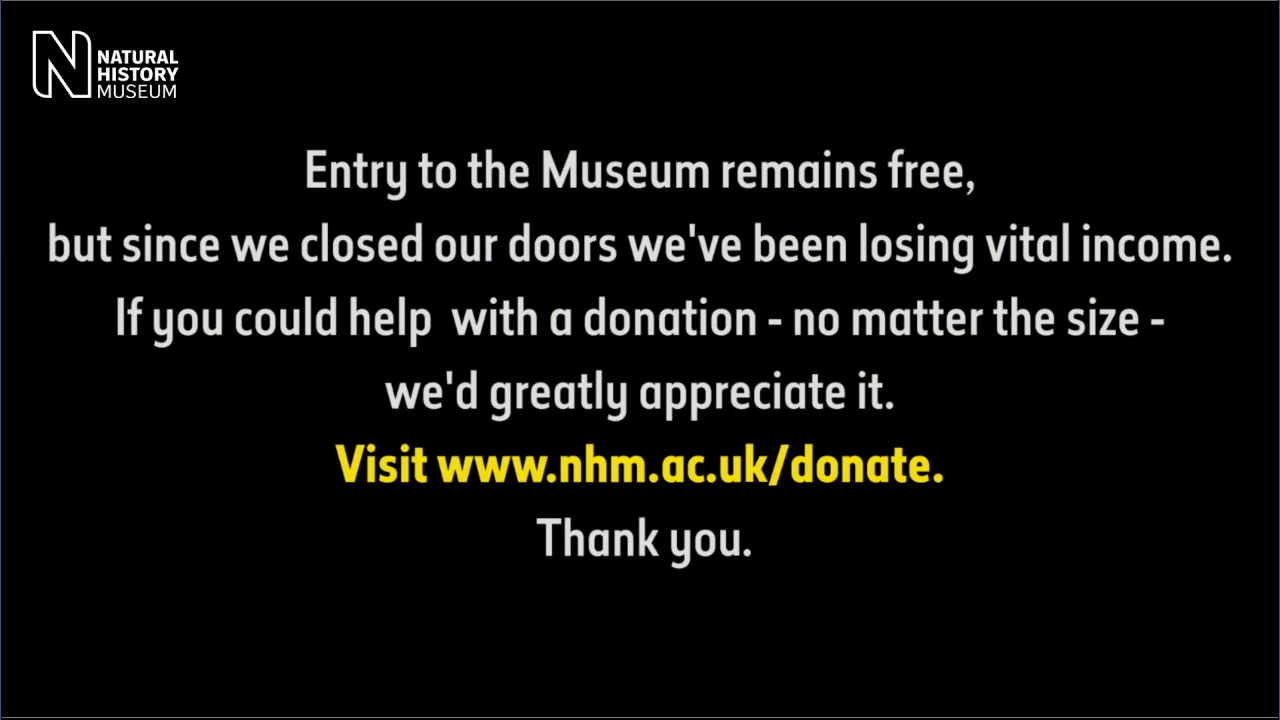 NATURAL
HISTORY
MUSEUM
Entry to the Museum remains free,
but since we closed our doors we've been losing vital income.
If you could help  with a donation - no matter the size -
we'd greatly appreciate it.
Visit www.nhm.ac.uk/donate.
Thank you.